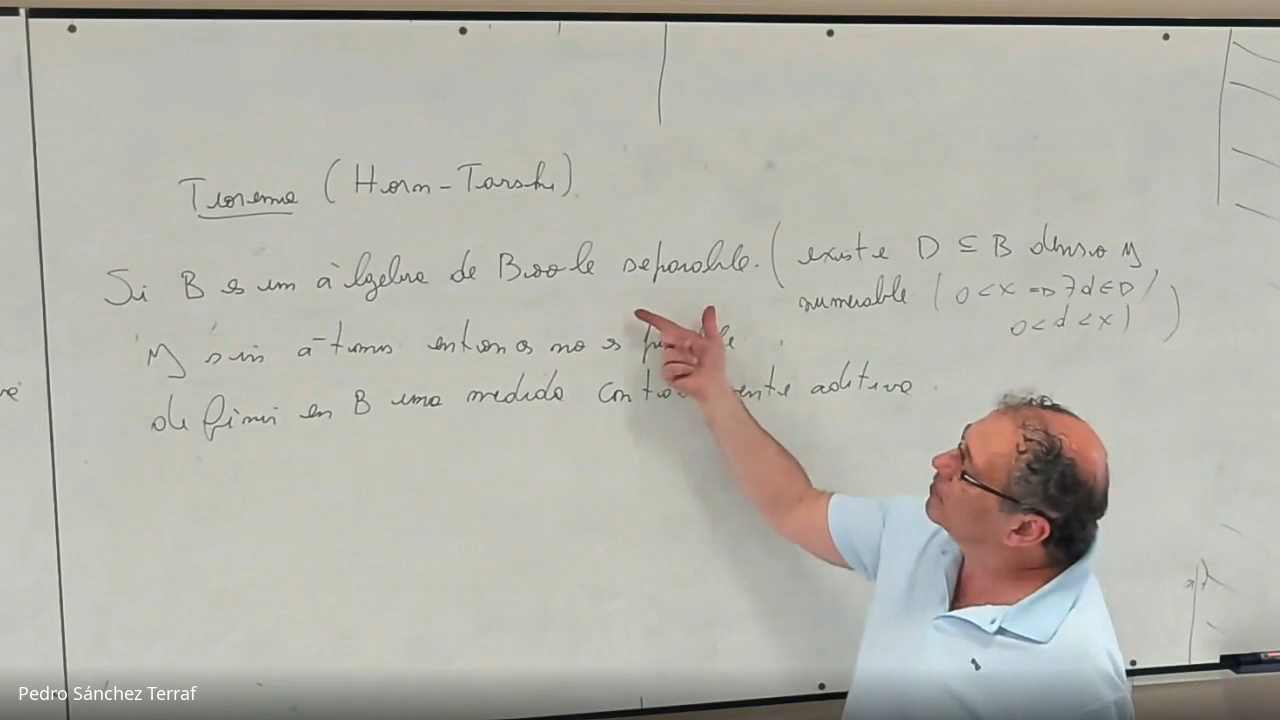 Teorema (Horn-Tarski)
Si B es un álgebra de Boole separable. (existe D ⊆ B denso y
numerable (0 < x ⇒ ∃ d ∈ D /
0 < d < x))
y sin átomos entonces no es
definir en B una medida aditiva.
Pedro Sánchez Terraf